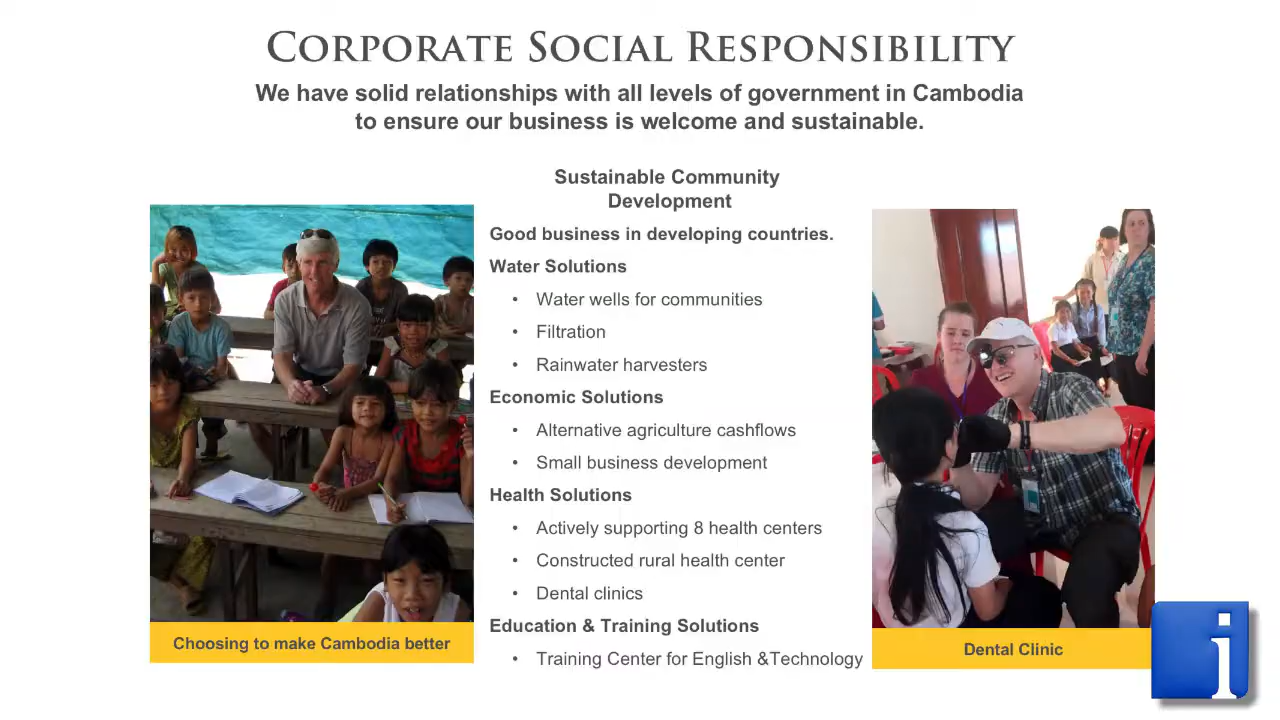 CORPORATE SOCIAL RESPONSIBILITY
We have solid relationships with all levels of government in Cambodia
to ensure our business is welcome and sustainable.
Sustainable Community
Development
Good business in developing countries.
Water Solutions
• Water wells for communities
• Filtration
• Rainwater harvesters
Economic Solutions
• Alternative agriculture cashflows
• Small business development
Health Solutions
• Actively supporting 8 health centers
• Constructed rural health center
• Dental clinics
Education & Training Solutions
• Training Center for English &Technology
Choosing to make Cambodia better
Dental Clinic
i